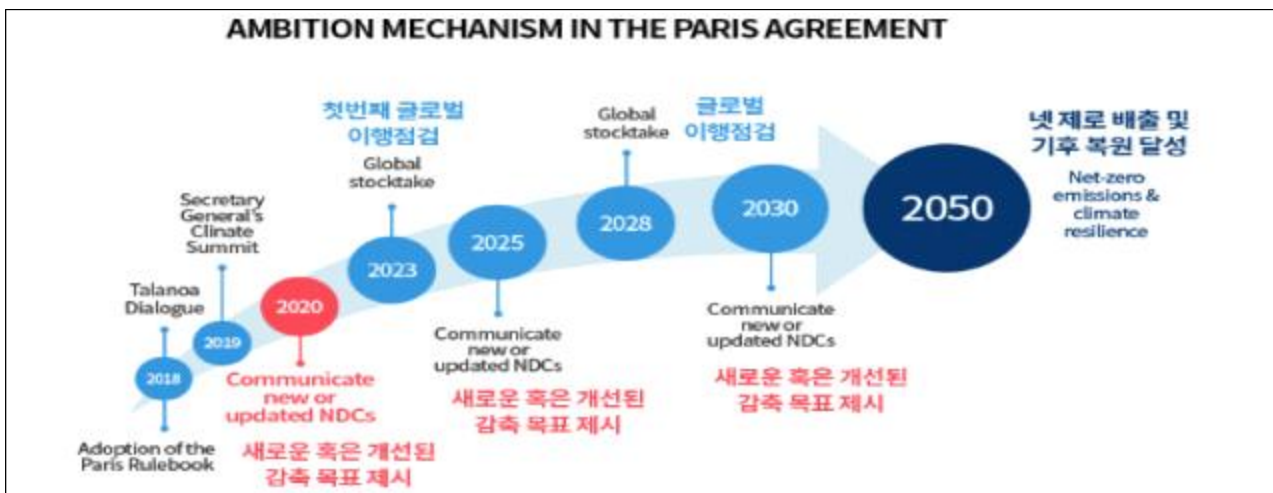 AMBITION MECHANISM IN THE PARIS AGREEMENT
첫번째 글로벌
이행점검
Global
stocktake
Global
stocktake
글로벌
이행점검
넷 제로 배출 및
기후 복원 달성
Net-zero
emissions &
climate
resilience
Secretary
General's
Climate
Summit
Talanoa
Dialogue
2018
2019
2020
2023
2025
2028
2030
2050
Adoption of the
Paris Rulebook
Communicate
new or
updated NDCs
새로운 혹은 개선된
감축 목표 제시
Communicate
new or
updated NDCs
새로운 혹은 개선된
감축 목표 제시
Communicate
new or
updated NDCs
새로운 혹은 개선된
감축 목표 제시